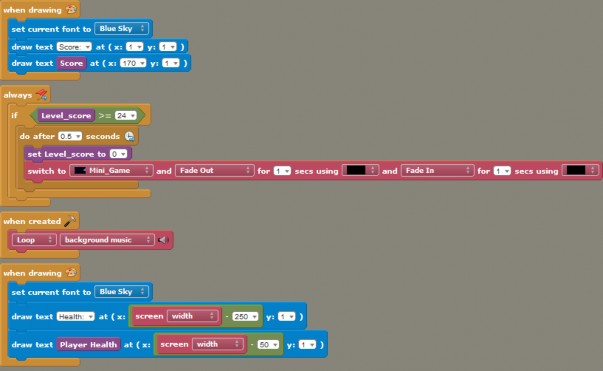 when drawing
set current font to Blue Sky
draw text Score: at ( x: 1 y: 1 )
draw text Score at ( x: 170 y: 1 )
always
if Level_score >= 24
do after 0.5 seconds
set Level_score to 0
switch to Mini_Game and Fade Out for 1 secs using and Fade In for 1 secs using
when created
Loop background music
when drawing
set current font to Blue Sky
draw text Health: at ( x: screen width - 250 y: 1 )
draw text Player Health at ( x: screen width - 50 y: 1 )